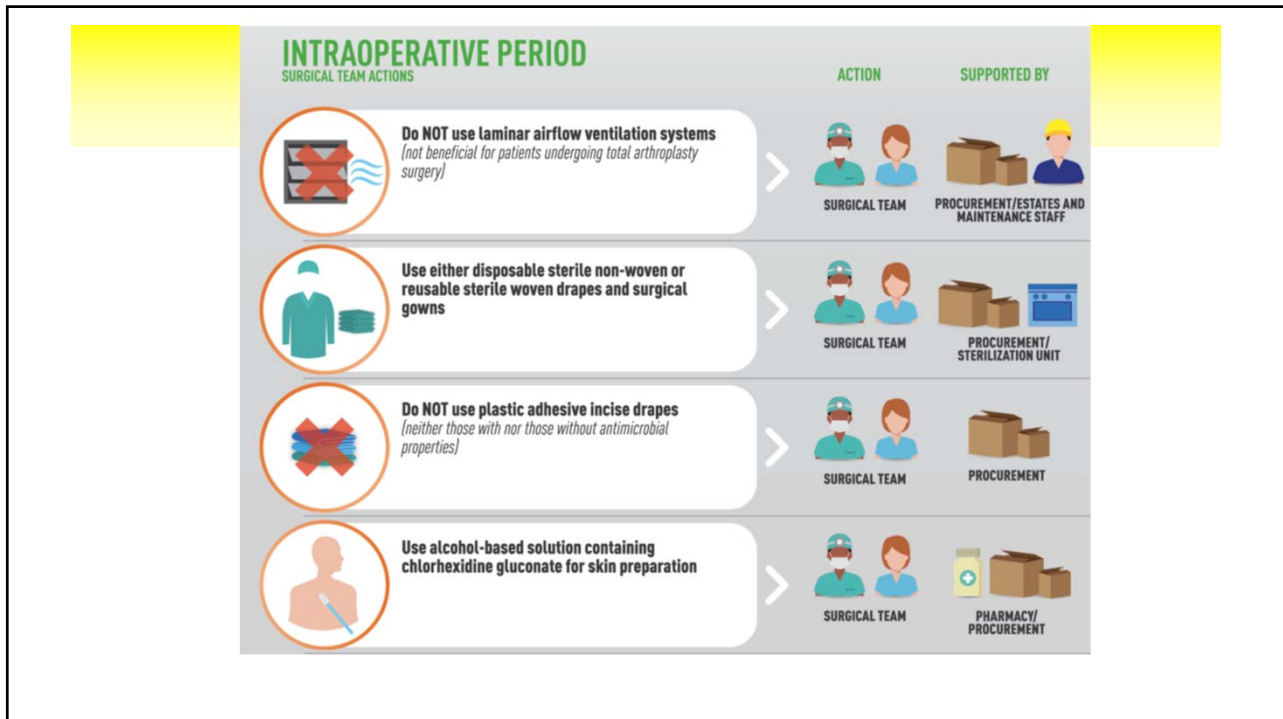 INTRAOPERATIVE PERIOD
SURGICAL TEAM ACTIONS
ACTION
SUPPORTED BY
Do NOT use laminar airflow ventilation systems
(not beneficial for patients undergoing total arthroplasty
surgery)
SURGICAL TEAM
PROCUREMENT/ESTATES AND
MAINTENANCE STAFF
Use either disposable sterile non-woven or
reusable sterile woven drapes and surgical
gowns
SURGICAL TEAM
PROCUREMENT/
STERILIZATION UNIT
Do NOT use plastic adhesive incise drapes
(neither those with nor those without antimicrobial
properties)
SURGICAL TEAM
PROCUREMENT
Use alcohol-based solution containing
chlorhexidine gluconate for skin preparation
SURGICAL TEAM
PHARMACY/
PROCUREMENT